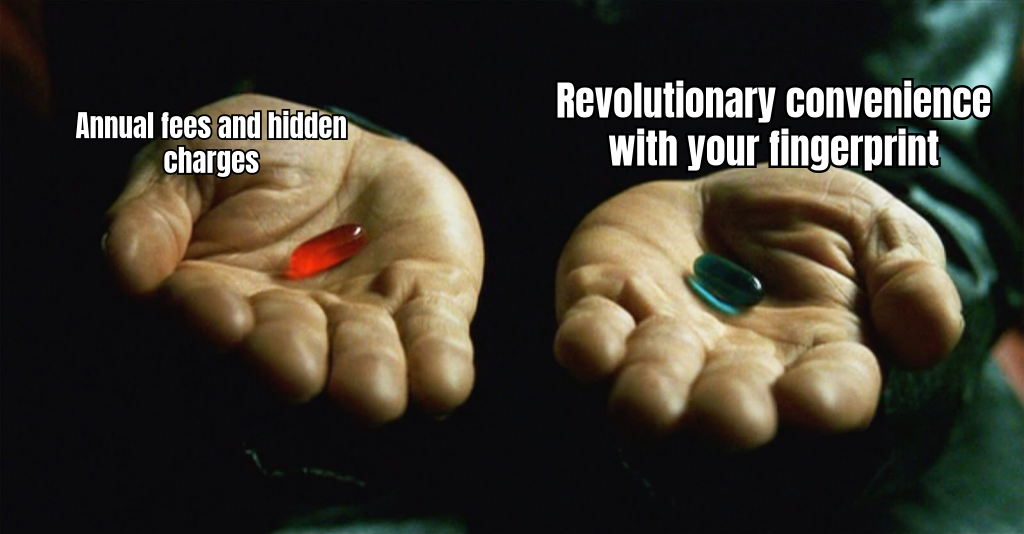 Annual fees and hidden
charges
Revolutionary convenience
with your fingerprint